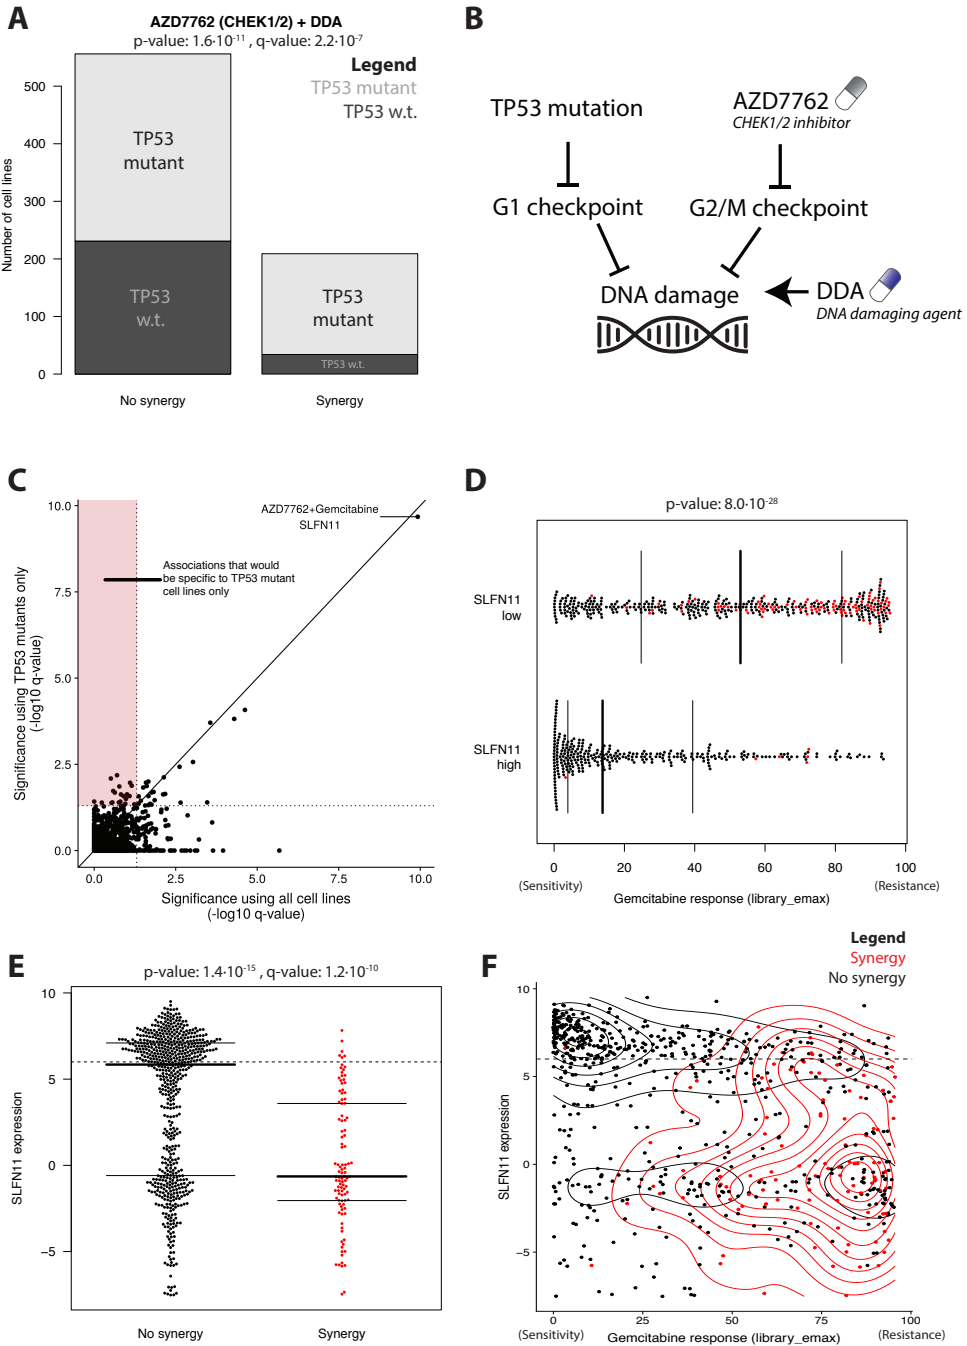 A
AZD7762 (CHEK1/2) + DDA
p-value: 1.6·10⁻¹¹ , q-value: 2.2·10⁻⁷
Legend
TP53 mutant
TP53 w.t.
Number of cell lines
500
400
300
200
100
0
TP53
mutant
TP53
w.t.
TP53
mutant
TP53 w.t.
No synergy
Synergy
B
TP53 mutation
AZD7762
CHEK1/2 inhibitor
G1 checkpoint
G2/M checkpoint
DNA damage
DDA
DNA damaging agent
C
Significance using TP53 mutants only
(-log10 q-value)
10.0
7.5
5.0
2.5
0.0
AZD7762+Gemcitabine
SLFN11
Associations that would
be specific to TP53 mutant
cell lines only
0.0
2.5
5.0
7.5
10.0
Significance using all cell lines
(-log10 q-value)
D
p-value: 8.0·10⁻²⁸
SLFN11
low
SLFN11
high
0
20
40
60
80
100
(Sensitivity)
(Resistance)
Gemcitabine response (library_emax)
E
p-value: 1.4·10⁻¹⁵ , q-value: 1.2·10⁻¹⁰
SLFN11 expression
10
5
0
−5
No synergy
Synergy
F
Legend
Synergy
No synergy
SLFN11 expression
10
5
0
−5
0
25
50
75
100
(Sensitivity)
Gemcitabine response (library_emax)
(Resistance)